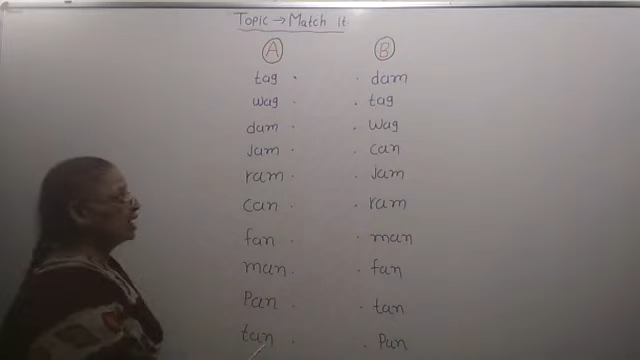 Topic → Match it
A B
tag . . dam
wag . . tag
dam . . wag
Jam . . can
ram . . Jam
can . . ram
fan . . man
man . . fan
Pan . . tan
tan . . Pan